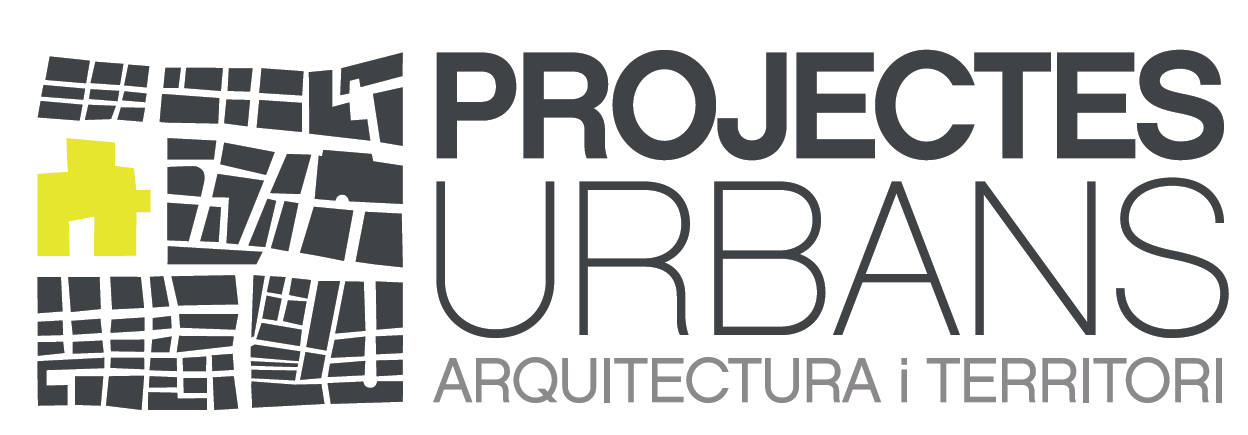 PROJECTES
URBANS
ARQUITECTURA i TERRITORI